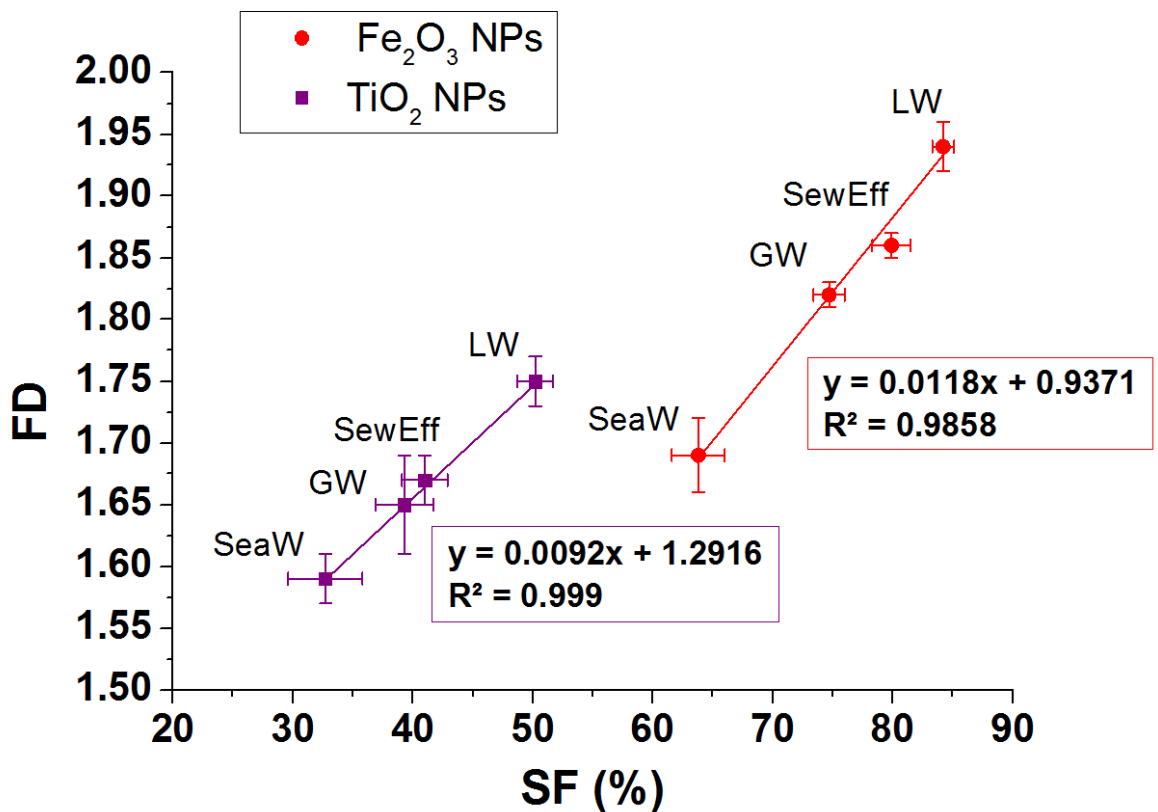 Fe₂O₃ NPs
TiO₂ NPs
2.00
1.95
1.90
1.85
1.80
1.75
1.70
1.65
1.60
1.55
1.50
FD
LW
SewEff
GW
SeaW
y = 0.0118x + 0.9371
R² = 0.9858
LW
SewEff
GW
SeaW
y = 0.0092x + 1.2916
R² = 0.999
20 30 40 50 60 70 80 90
SF (%)